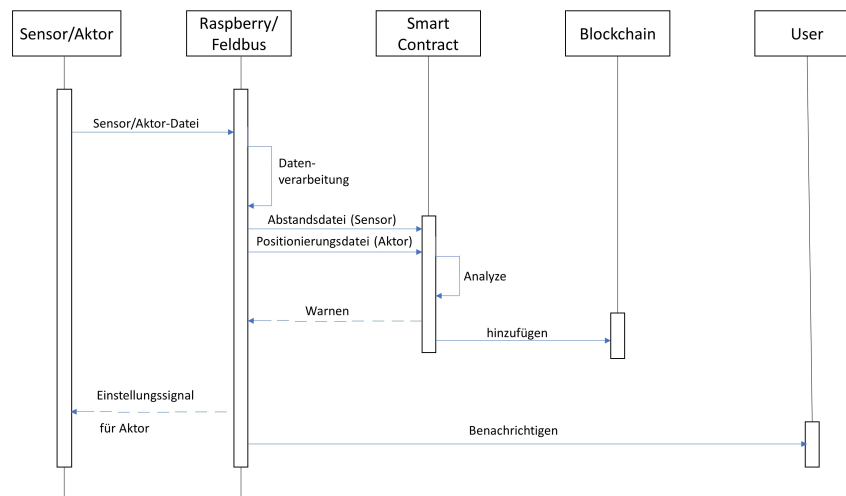 Sensor/Aktor
Raspberry/
Feldbus
Smart
Contract
Blockchain
User
Sensor/Aktor-Datei
Daten-
verarbeitung
Abstandsdatei (Sensor)
Positionierungsdatei (Aktor)
Analyze
Warnen
hinzufügen
Einstellungssignal
für Aktor
Benachrichtigen